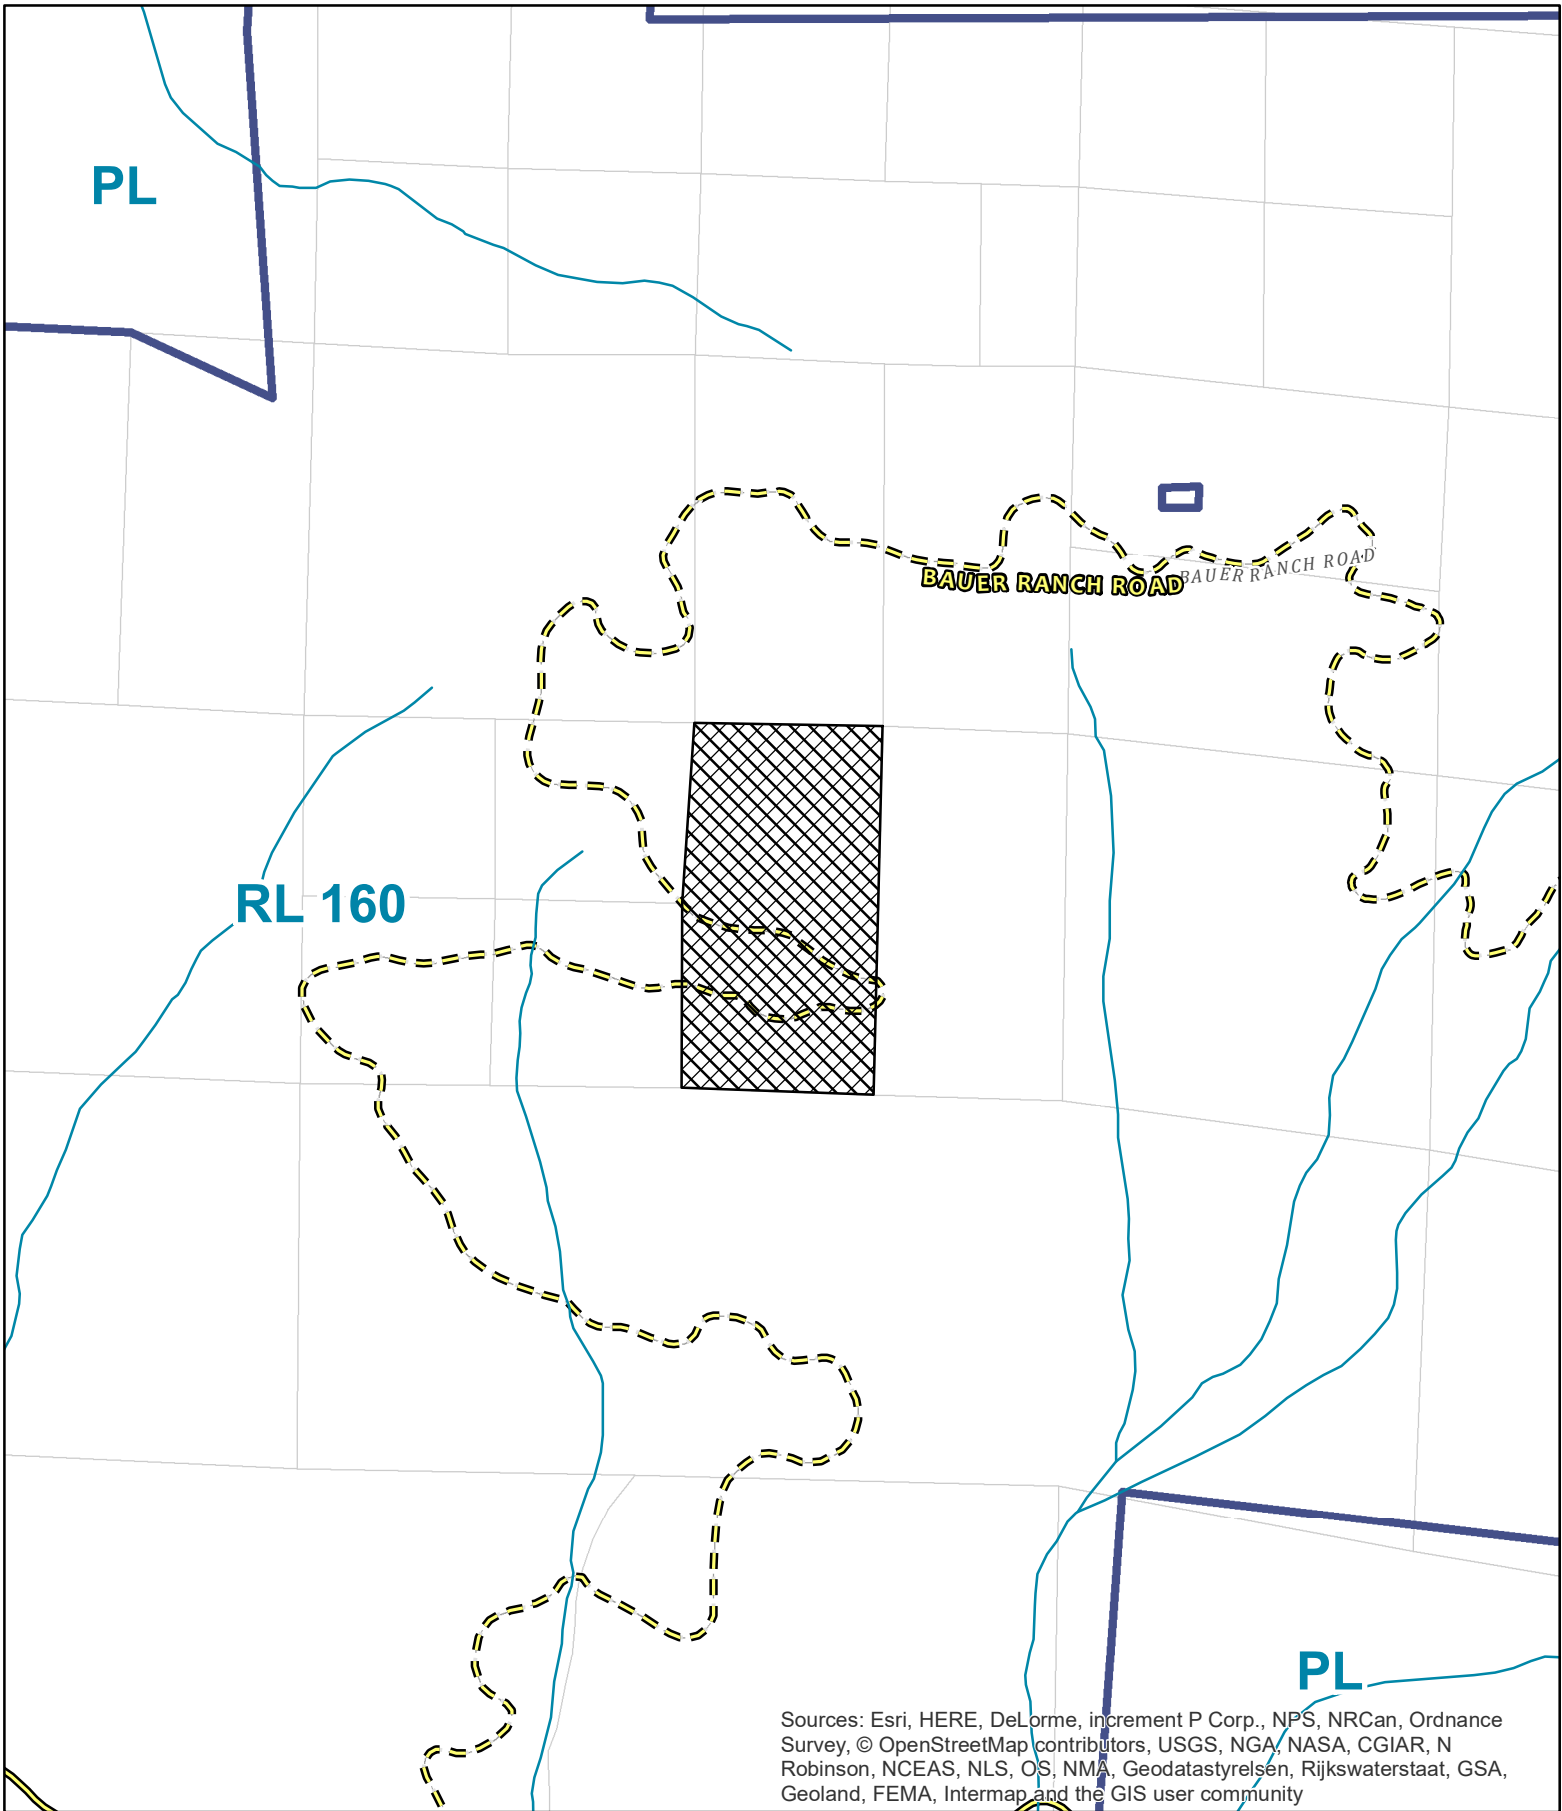 PL
BAUER RANCH ROAD
BAUER RANCH ROAD
RL 160
PL
Sources: Esri, HERE, DeLorme, increment P Corp., NPS, NRCan, Ordnance
Survey, © OpenStreetMap contributors, USGS, NGA, NASA, CGIAR, N
Robinson, NCEAS, NLS, OS, NMA, Geodatastyrelsen, Rijkswaterstaat, GSA,
Geoland, FEMA, Intermap and the GIS user community